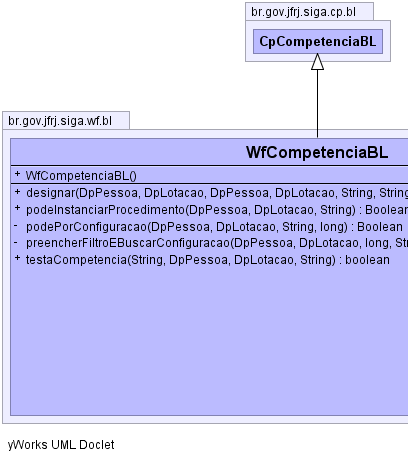 br.gov.jfrj.siga.cp.bl
CpCompetenciaBL
br.gov.jfrj.siga.wf.bl
WfCompetenciaBL
+ WfCompetenciaBL()
+ designar(DpPessoa, DpLotacao, DpPessoa, DpLotacao, String, String
+ podeInstanciarProcedimento(DpPessoa, DpLotacao, String) : Boolean
- podePorConfiguracao(DpPessoa, DpLotacao, String, long) : Boolean
- preencherFiltroEBuscarConfiguracao(DpPessoa, DpLotacao, long, St
+ testaCompetencia(String, DpPessoa, DpLotacao, String) : boolean
yWorks UML Doclet